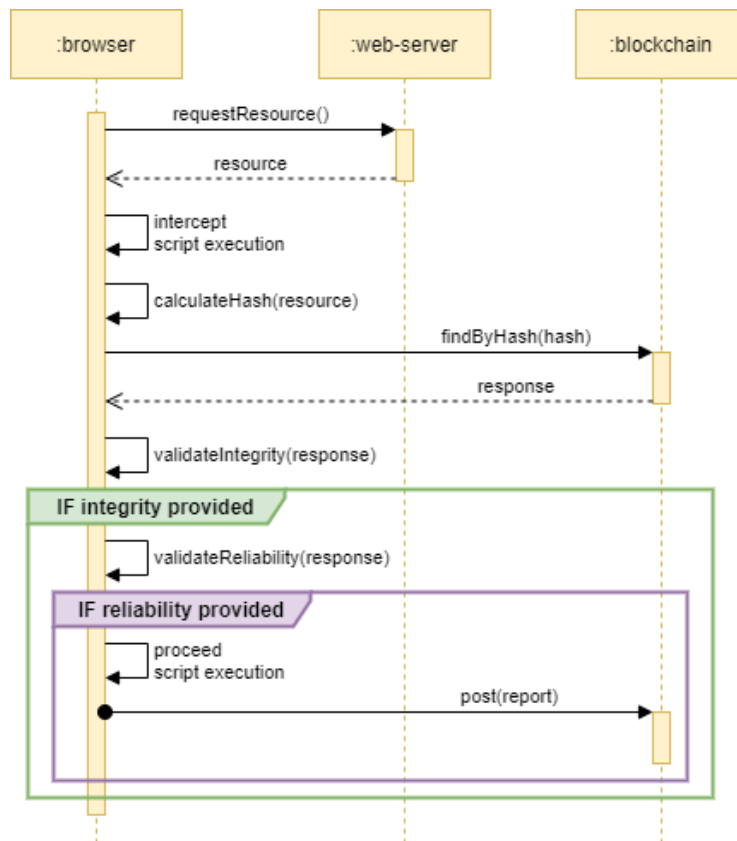 :browser
:web-server
:blockchain
requestResource()
resource
intercept
script execution
calculateHash(resource)
findByHash(hash)
response
validateIntegrity(response)
IF integrity provided
validateReliability(response)
IF reliability provided
proceed
script execution
post(report)